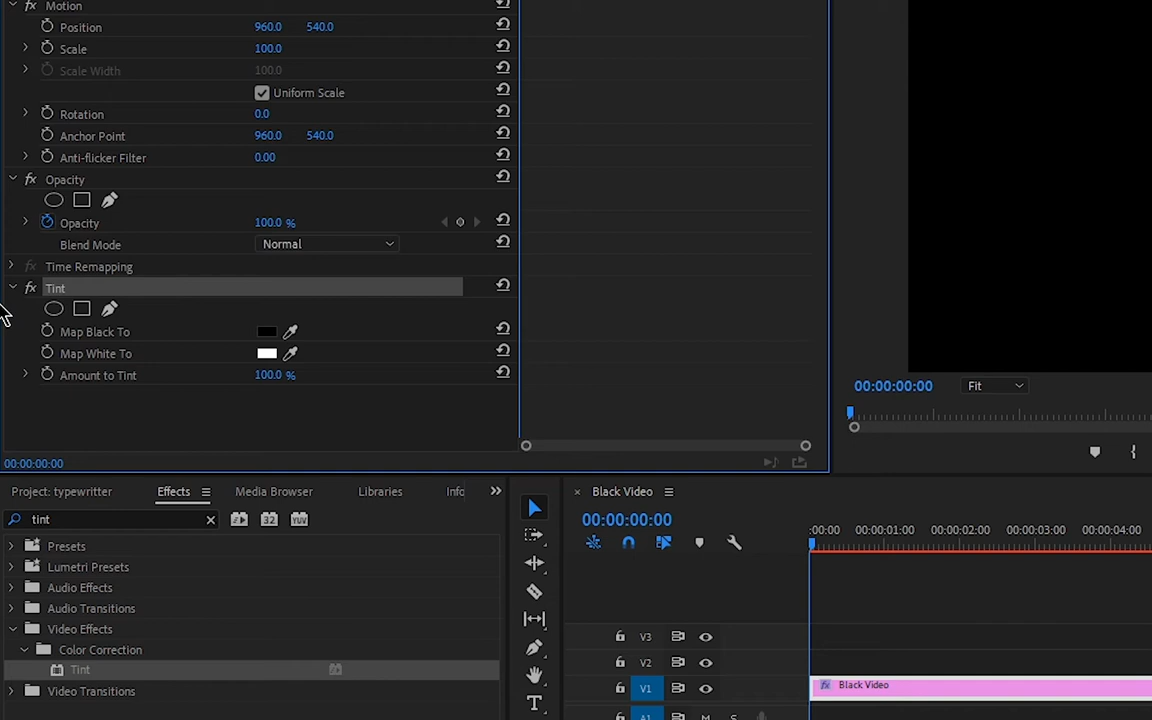 fx Motion
Position 960.0 540.0
Scale 100.0
Scale Width 100.0
Uniform Scale
Rotation 0.0
Anchor Point 960.0 540.0
Anti-flicker Filter 0.00
fx Opacity
Opacity 100.0 %
Blend Mode Normal
fx Time Remapping
fx Tint
Map Black To
Map White To
Amount to Tint 100.0 %
00:00:00:00
00:00:00:00 Fit
Project: typewritter Effects Media Browser Libraries Info
tint 32 YUV
Presets
Lumetri Presets
Audio Effects
Audio Transitions
Video Effects
Color Correction
Tint
Video Transitions
× Black Video
00:00:00:00
:00:00 00:00:01:00 00:00:02:00 00:00:03:00 00:00:04:00
V3
V2
V1 fx Black Video
A1 M S
T